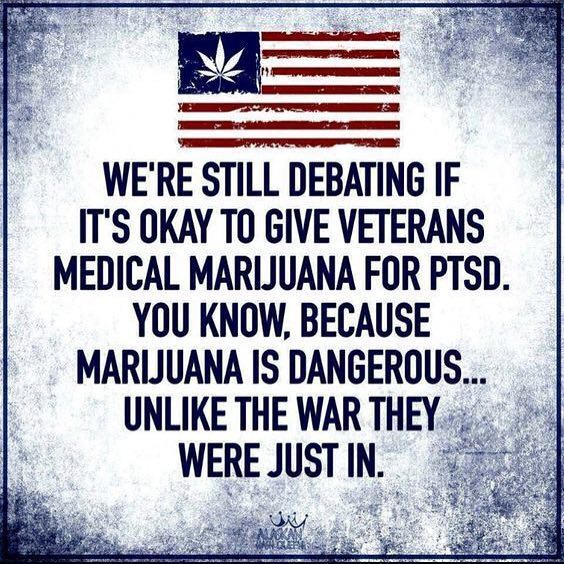 WE'RE STILL DEBATING IF
IT'S OKAY TO GIVE VETERANS
MEDICAL MARIJUANA FOR PTSD.
YOU KNOW, BECAUSE
MARIJUANA IS DANGEROUS...
UNLIKE THE WAR THEY
WERE JUST IN.